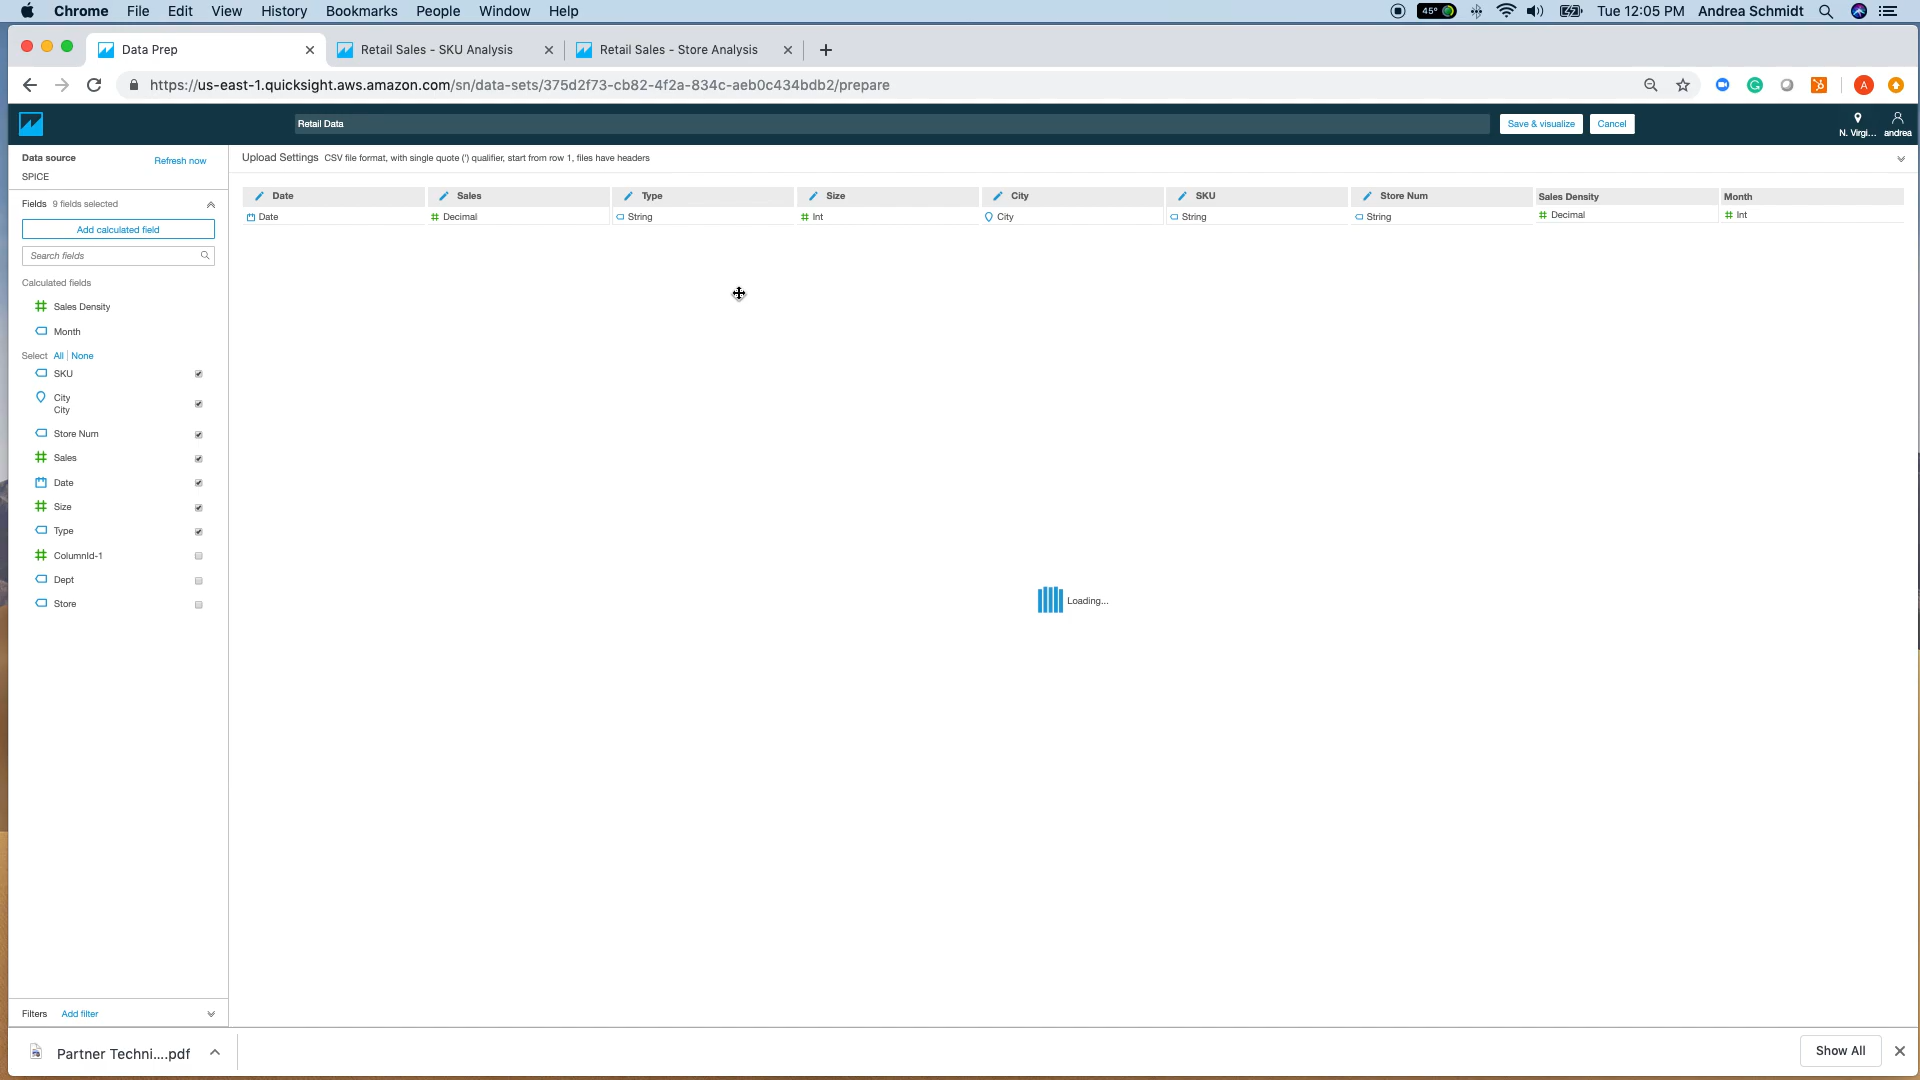 Chrome File Edit View History Bookmarks People Window Help 45° Tue 12:05 PM Andrea Schmidt
Data Prep Retail Sales - SKU Analysis Retail Sales - Store Analysis
https://us-east-1.quicksight.aws.amazon.com/sn/data-sets/375d2f73-cb82-4f2a-834c-aeb0c434bdb2/prepare A
Retail Data Save & visualize Cancel N. Virgi... andrea
Data source Refresh now
SPICE
Fields 9 fields selected
Add calculated field
Search fields
Calculated fields
Sales Density
Month
Select All None
SKU
City
City
Store Num
Sales
Date
Size
Type
ColumnId-1
Dept
Store
Filters Add filter
Upload Settings CSV file format, with single quote (') qualifier, start from row 1, files have headers
Date Sales Type Size City SKU Store Num Sales Density Month
Date Decimal String Int City String String Decimal Int
Loading...
Partner Techni....pdf Show All